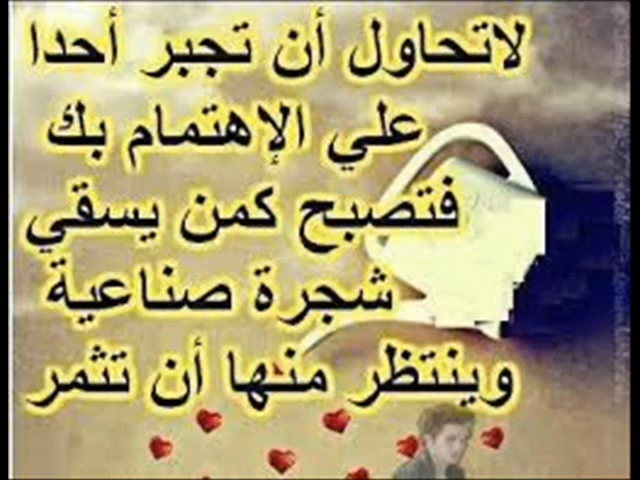 لاتحاول أن تجبر أحدا
علي الإهتمام بك
فتصبح كمن يسقي
شجرة صناعية
وينتظر منها أن تثمر